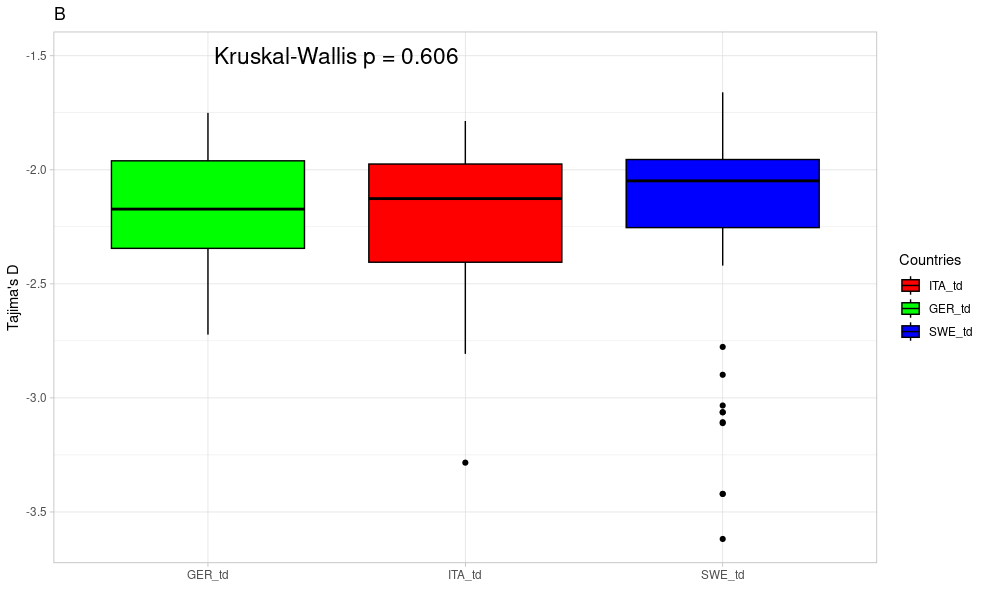 B
Kruskal-Wallis p = 0.606
-1.5
-2.0
-2.5
-3.0
-3.5
Tajima's D
GER_td
ITA_td
SWE_td
Countries
ITA_td
GER_td
SWE_td